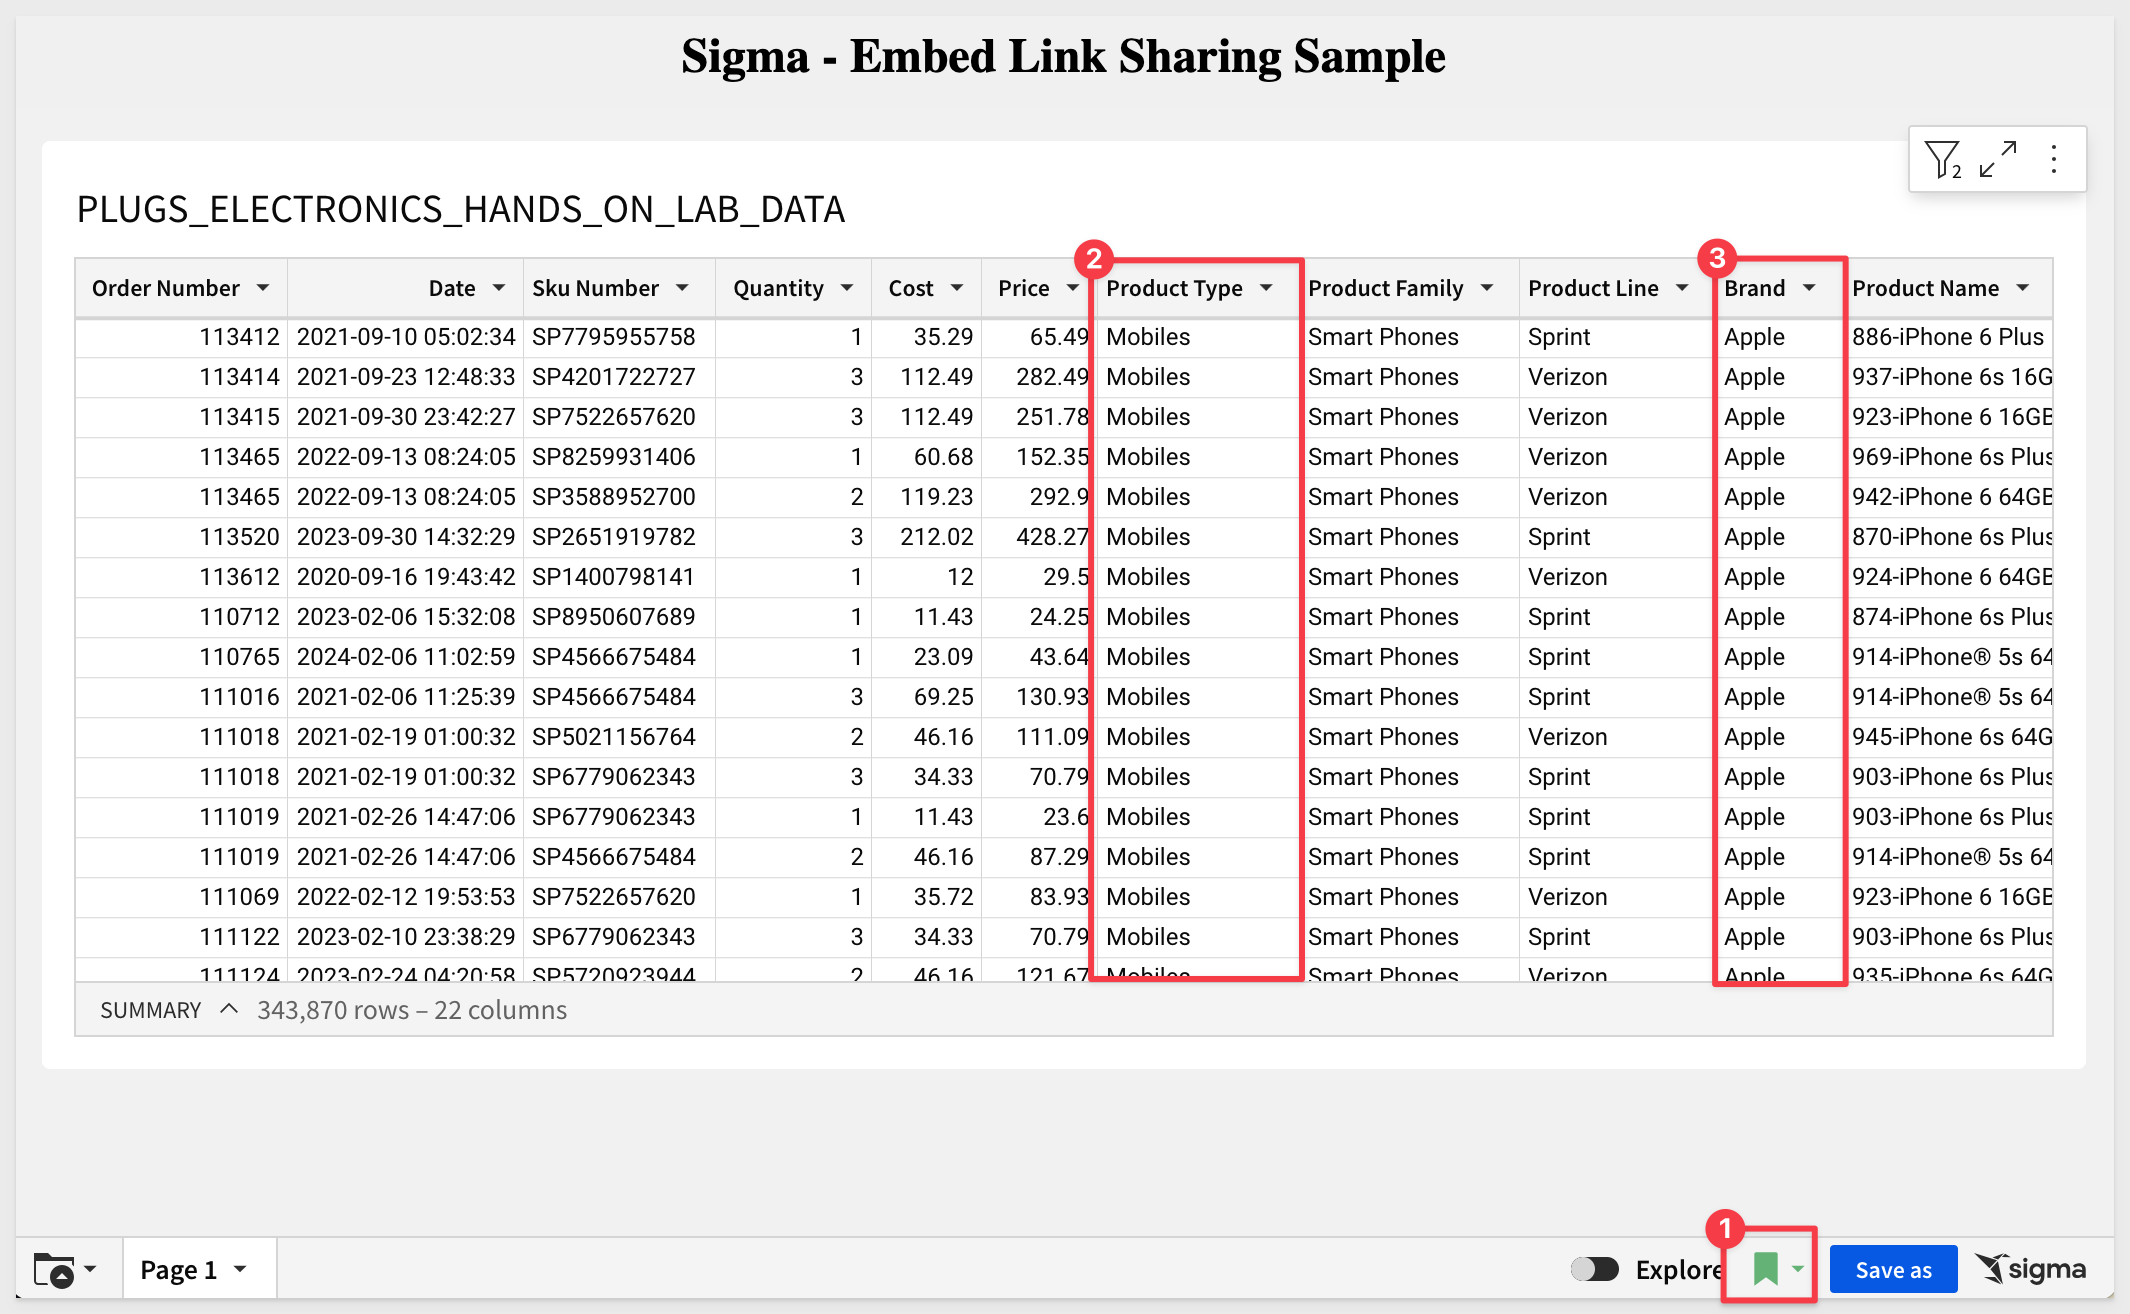 Sigma - Embed Link Sharing Sample
2
PLUGS_ELECTRONICS_HANDS_ON_LAB_DATA
2 3
Order Number Date Sku Number Quantity Cost Price Product Type Product Family Product Line Brand Product Name
113412 2021-09-10 05:02:34 SP7795955758 1 35.29 65.49 Mobiles Smart Phones Sprint Apple 886-iPhone 6 Plus
113414 2021-09-23 12:48:33 SP4201722727 3 112.49 282.49 Mobiles Smart Phones Verizon Apple 937-iPhone 6s 16G
113415 2021-09-30 23:42:27 SP7522657620 3 112.49 251.78 Mobiles Smart Phones Verizon Apple 923-iPhone 6 16GB
113465 2022-09-13 08:24:05 SP8259931406 1 60.68 152.35 Mobiles Smart Phones Verizon Apple 969-iPhone 6s Plus
113465 2022-09-13 08:24:05 SP3588952700 2 119.23 292.9 Mobiles Smart Phones Verizon Apple 942-iPhone 6 64GB
113520 2023-09-30 14:32:29 SP2651919782 3 212.02 428.27 Mobiles Smart Phones Sprint Apple 870-iPhone 6s Plus
113612 2020-09-16 19:43:42 SP1400798141 1 12 29.5 Mobiles Smart Phones Verizon Apple 924-iPhone 6 64GB
110712 2023-02-06 15:32:08 SP8950607689 1 11.43 24.25 Mobiles Smart Phones Sprint Apple 874-iPhone 6s Plus
110765 2024-02-06 11:02:59 SP4566675484 1 23.09 43.64 Mobiles Smart Phones Sprint Apple 914-iPhone® 5s 64
111016 2021-02-06 11:25:39 SP4566675484 3 69.25 130.93 Mobiles Smart Phones Sprint Apple 914-iPhone® 5s 64
111018 2021-02-19 01:00:32 SP5021156764 2 46.16 111.09 Mobiles Smart Phones Verizon Apple 945-iPhone 6s 64G
111018 2021-02-19 01:00:32 SP6779062343 3 34.33 70.79 Mobiles Smart Phones Sprint Apple 903-iPhone 6s Plus
111019 2021-02-26 14:47:06 SP6779062343 1 11.43 23.6 Mobiles Smart Phones Sprint Apple 903-iPhone 6s Plus
111019 2021-02-26 14:47:06 SP4566675484 2 46.16 87.29 Mobiles Smart Phones Sprint Apple 914-iPhone® 5s 64
111069 2022-02-12 19:53:53 SP7522657620 1 35.72 83.93 Mobiles Smart Phones Verizon Apple 923-iPhone 6 16GB
111122 2023-02-10 23:38:29 SP6779062343 3 34.33 70.79 Mobiles Smart Phones Sprint Apple 903-iPhone 6s Plus
111124 2023-02-24 04:20:58 SP5720923944 2 46.16 121.67 Mobiles Smart Phones Verizon Apple 935-iPhone 6s 64G
SUMMARY 343,870 rows – 22 columns
1
Page 1 Explore Save as sigma